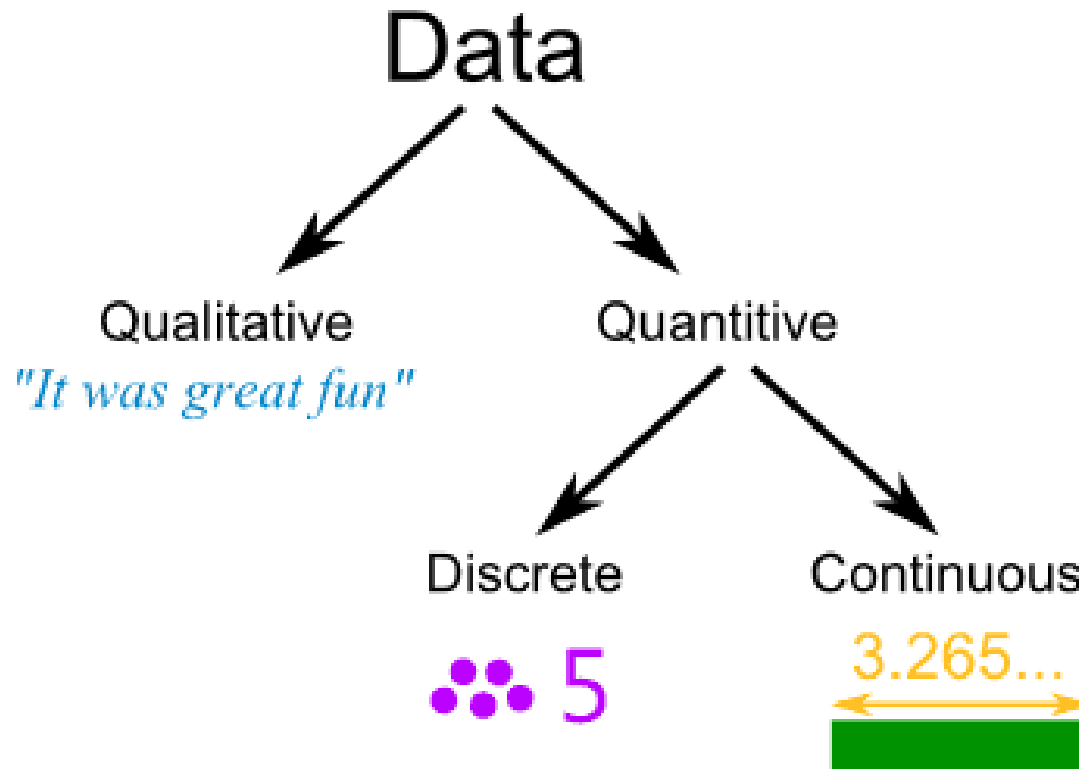 Data
Qualitative
Quantitive
"It was great fun"
Discrete
Continuous
5
3.265...